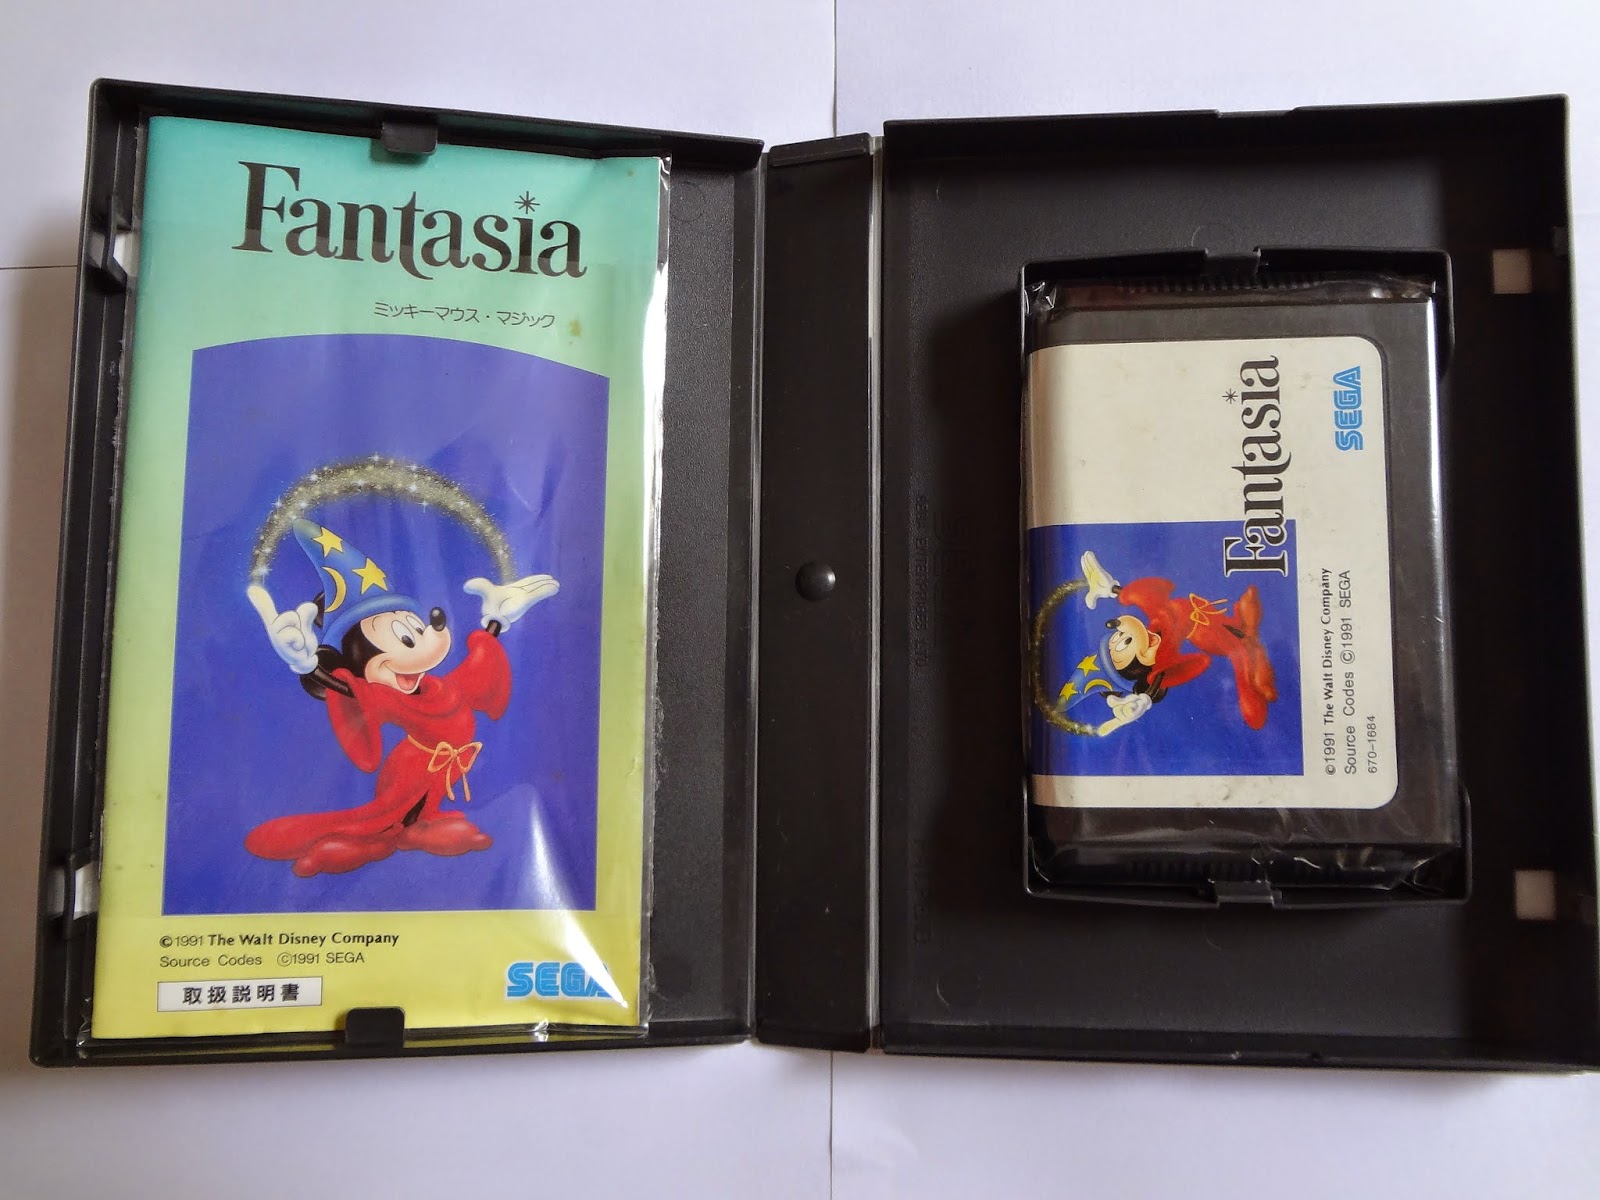 Fantasia
ミッキーマウス・マジック
©1991 The Walt Disney Company
Source Codes ©1991 SEGA
取扱説明書
SEGA
Fantasia
SEGA
©1991 The Walt Disney Company
Source Codes ©1991 SEGA
670-1684